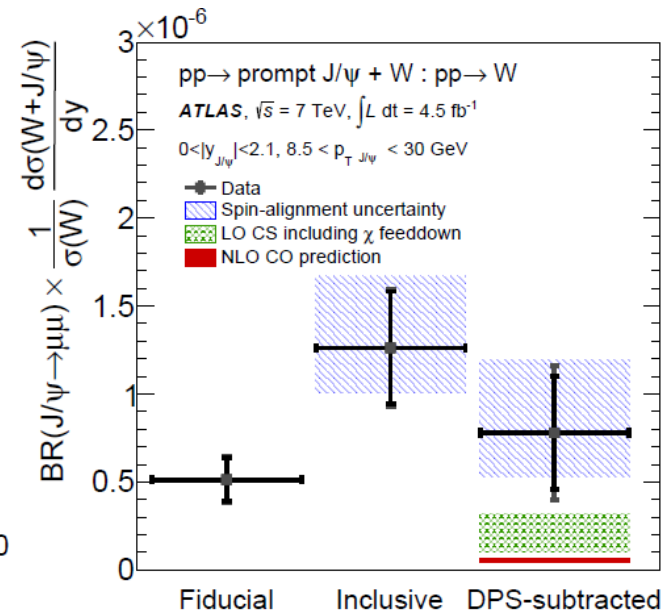 3×10⁻⁶
BR(J/ψ→μμ) × 1/σ(W) dσ(W+J/ψ)/dy
pp→ prompt J/ψ + W : pp→ W
ATLAS, √s = 7 TeV, ∫L dt = 4.5 fb⁻¹
0<|y_J/ψ|<2.1, 8.5 < p_T J/ψ < 30 GeV
Data
Spin-alignment uncertainty
LO CS including χ feeddown
NLO CO prediction
2.5
2
1.5
1
0.5
0
0
Fiducial Inclusive DPS-subtracted